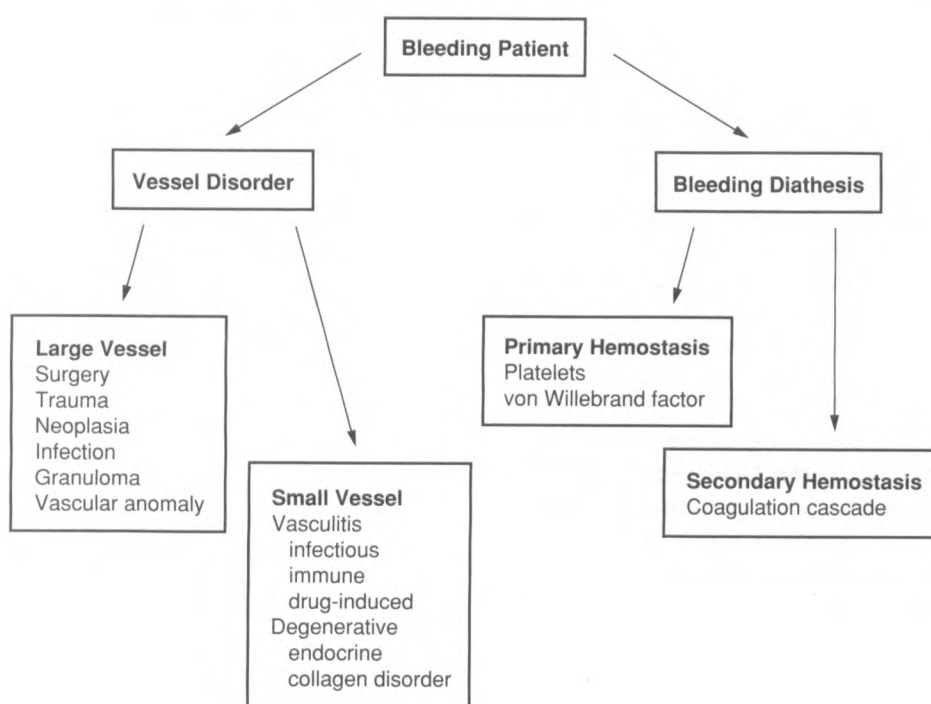 Bleeding Patient
Vessel Disorder
Bleeding Diathesis
Large Vessel
Surgery
Trauma
Neoplasia
Infection
Granuloma
Vascular anomaly
Small Vessel
Vasculitis
infectious
immune
drug-induced
Degenerative
endocrine
collagen disorder
Primary Hemostasis
Platelets
von Willebrand factor
Secondary Hemostasis
Coagulation cascade